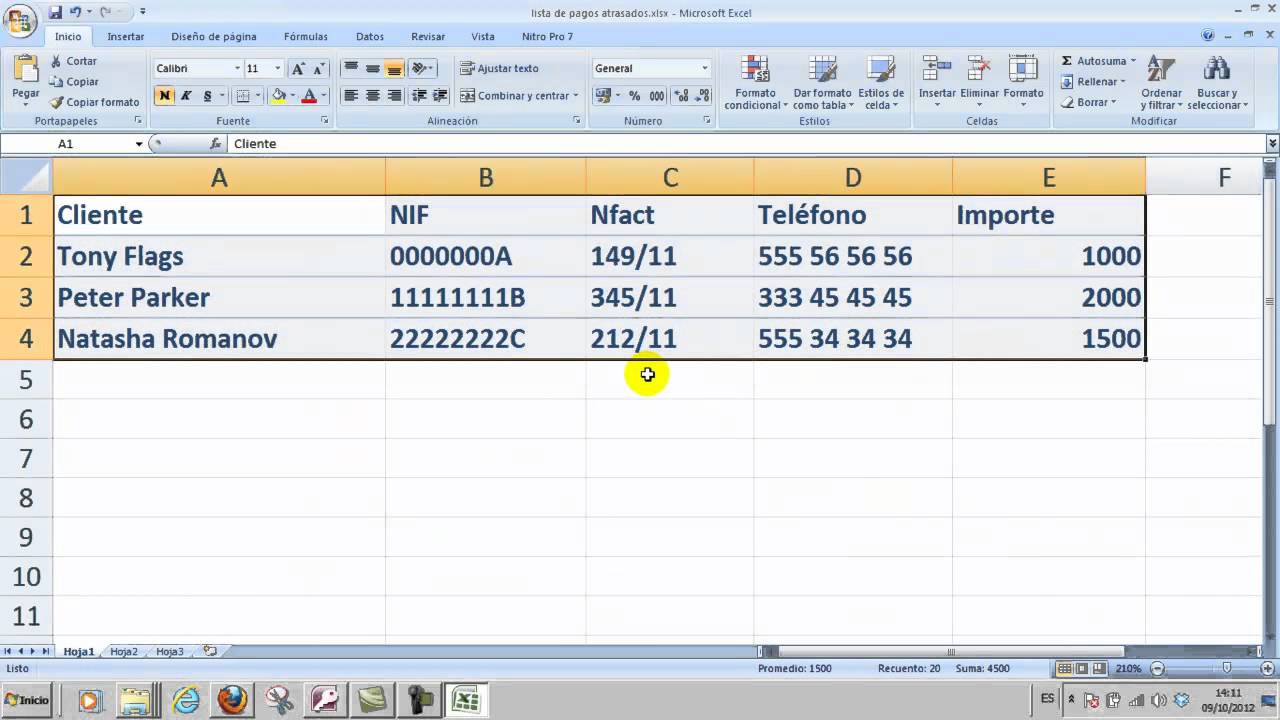 lista de pagos atrasados.xlsx - Microsoft Excel
Inicio Insertar Diseño de página Fórmulas Datos Revisar Vista Nitro Pro 7
Pegar
Cortar
Copiar
Copiar formato
Portapapeles
Calibri 11
N K S A
Fuente
Ajustar texto
Combinar y centrar
Alineación
General
% 000
Número
Formato condicional
Dar formato como tabla
Estilos de celda
Estilos
Insertar Eliminar Formato
Celdas
Σ Autosuma
Rellenar
Borrar
Ordenar y filtrar
Buscar y seleccionar
Modificar
A1 fx Cliente
A B C D E F
1 Cliente NIF Nfact Teléfono Importe
2 Tony Flags 0000000A 149/11 555 56 56 56 1000
3 Peter Parker 11111111B 345/11 333 45 45 45 2000
4 Natasha Romanov 22222222C 212/11 555 34 34 34 1500
5
6
7
8
9
10
11
Hoja1 Hoja2 Hoja3
Listo Promedio: 1500 Recuento: 20 Suma: 4500 210%
Inicio ES 14:11
09/10/2012